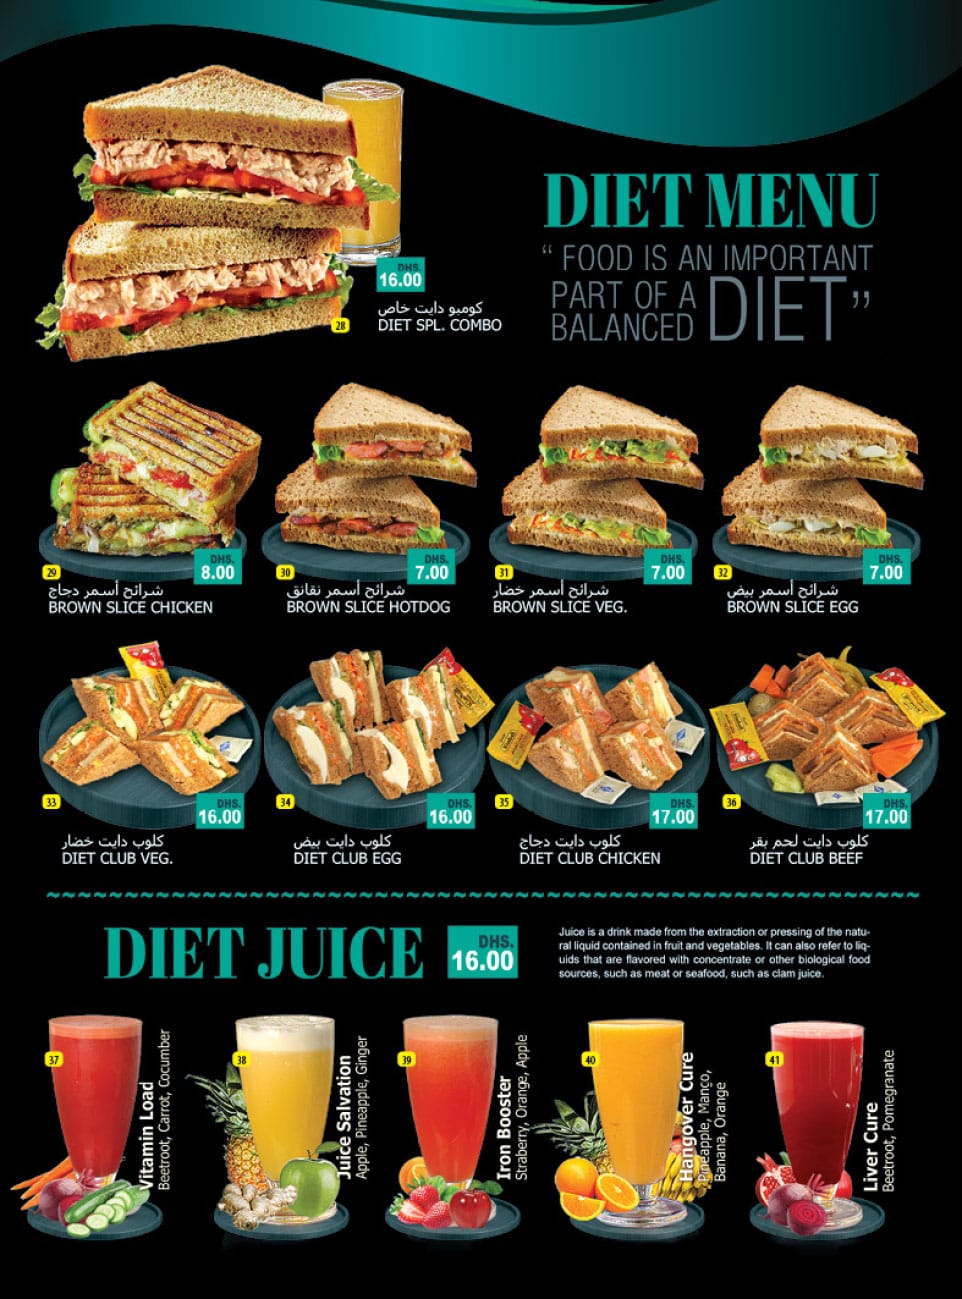 DHS.
16.00
كومبو دايت خاص
28
DIET SPL. COMBO
DIET MENU
“ FOOD IS AN IMPORTANT
PART OF A
BALANCED
DIET”
DHS.
8.00
29
شرائح أسمر دجاج
BROWN SLICE CHICKEN
DHS.
7.00
30
شرائح أسمر نقانق
BROWN SLICE HOTDOG
DHS.
7.00
31
شرائح أسمر خضار
BROWN SLICE VEG.
DHS.
7.00
32
شرائح أسمر بيض
BROWN SLICE EGG
33
DHS.
16.00
كلوب دايت خضار
DIET CLUB VEG.
34
DHS.
16.00
كلوب دايت بيض
DIET CLUB EGG
35
DHS.
17.00
كلوب دايت دجاج
DIET CLUB CHICKEN
36
DHS.
17.00
كلوب دايت لحم بقر
DIET CLUB BEEF
DIET JUICE
DHS.
16.00
Juice is a drink made from the extraction or pressing of the natu-
ral liquid contained in fruit and vegetables. It can also refer to liq-
uids that are flavored with concentrate or other biological food
sources, such as meat or seafood, such as clam juice.
37
Vitamin Load
Beetroot, Carrot, Cocumber
38
Juice Salvation
Apple, Pineapple, Ginger
39
Iron Booster
Straberry, Orange, Apple
40
Hangover Cure
Pineapple, Manco,
Banana, Orange
41
Liver Cure
Beetroot, Pomegranate